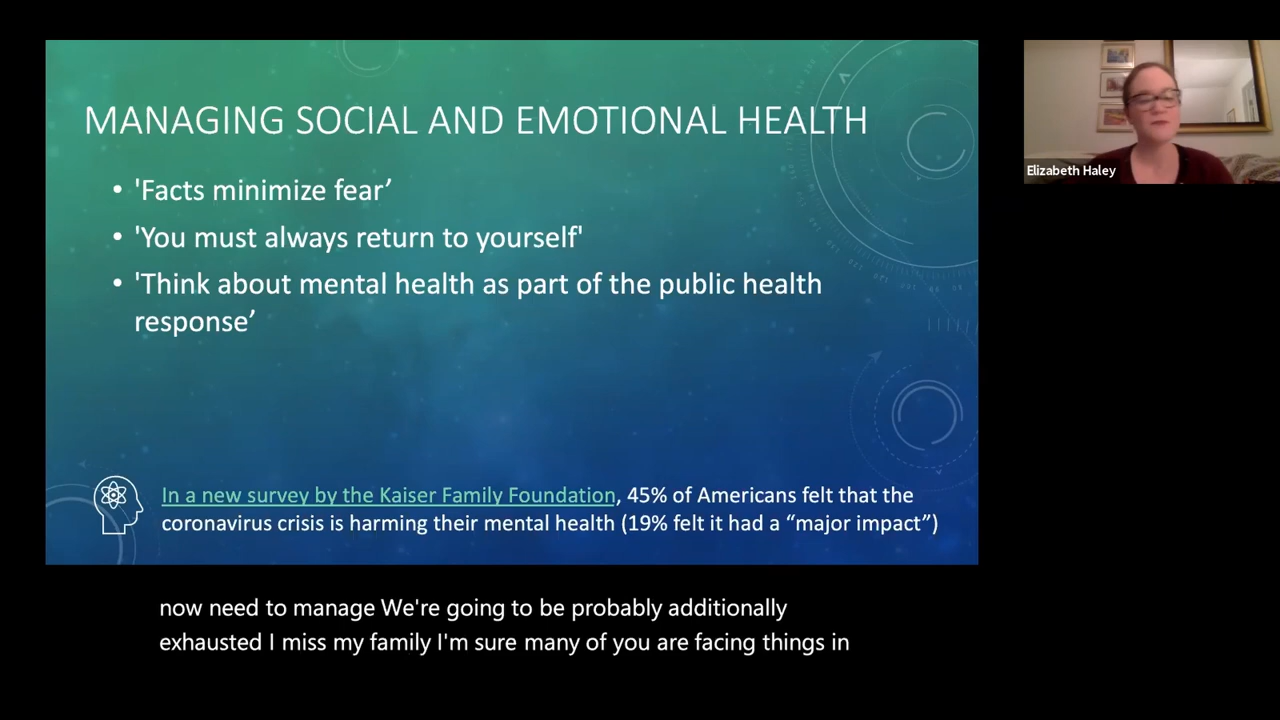 MANAGING SOCIAL AND EMOTIONAL HEALTH
• 'Facts minimize fear’
• 'You must always return to yourself'
• 'Think about mental health as part of the public health
response’
In a new survey by the Kaiser Family Foundation, 45% of Americans felt that the
coronavirus crisis is harming their mental health (19% felt it had a “major impact”)
Elizabeth Haley
now need to manage We're going to be probably additionally
exhausted I miss my family I'm sure many of you are facing things in